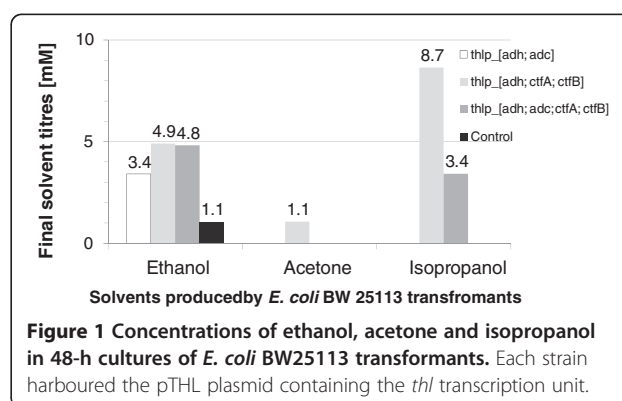 10
8.7
thlp_[adh; adc]
thlp_[adh; ctfA; ctfB]
thlp_[adh; adc;ctfA; ctfB]
Control
Final solvent titres [mM]
5
4.9
4.8
3.4
3.4
1.1
1.1
0
Ethanol Acetone Isopropanol
Solvents producedby E. coli BW 25113 transfromants
Figure 1 Concentrations of ethanol, acetone and isopropanol
in 48-h cultures of E. coli BW25113 transformants. Each strain
harboured the pTHL plasmid containing the thl transcription unit.